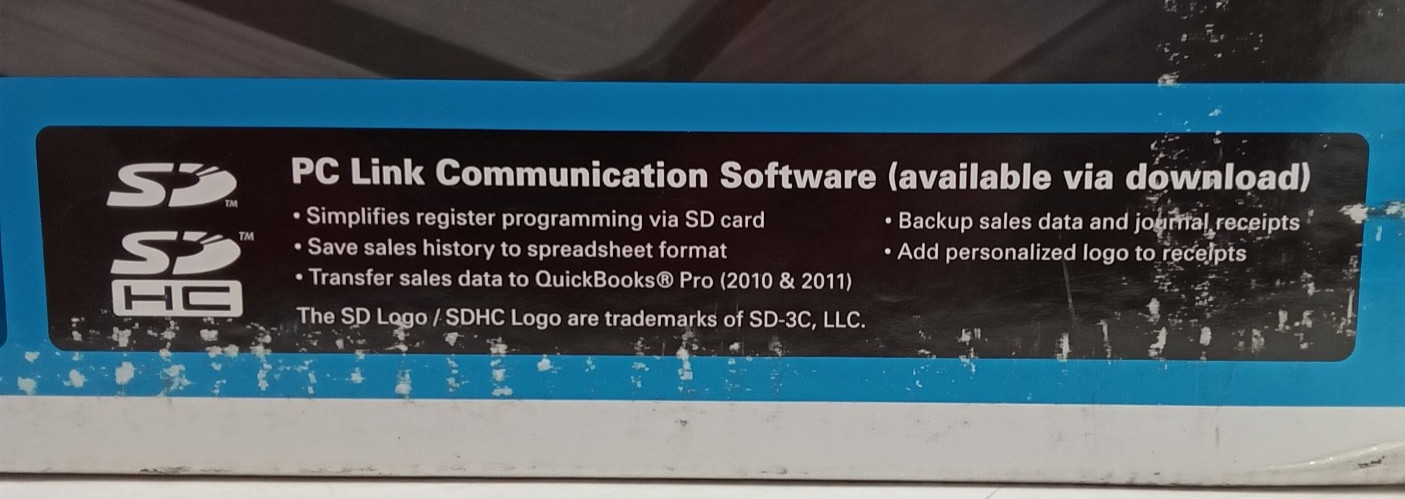 SD™
SD™
HC
PC Link Communication Software (available via download)
• Simplifies register programming via SD card
• Save sales history to spreadsheet format
• Transfer sales data to QuickBooks® Pro (2010 & 2011)
• Backup sales data and journal receipts
• Add personalized logo to receipts
The SD Logo / SDHC Logo are trademarks of SD-3C, LLC.